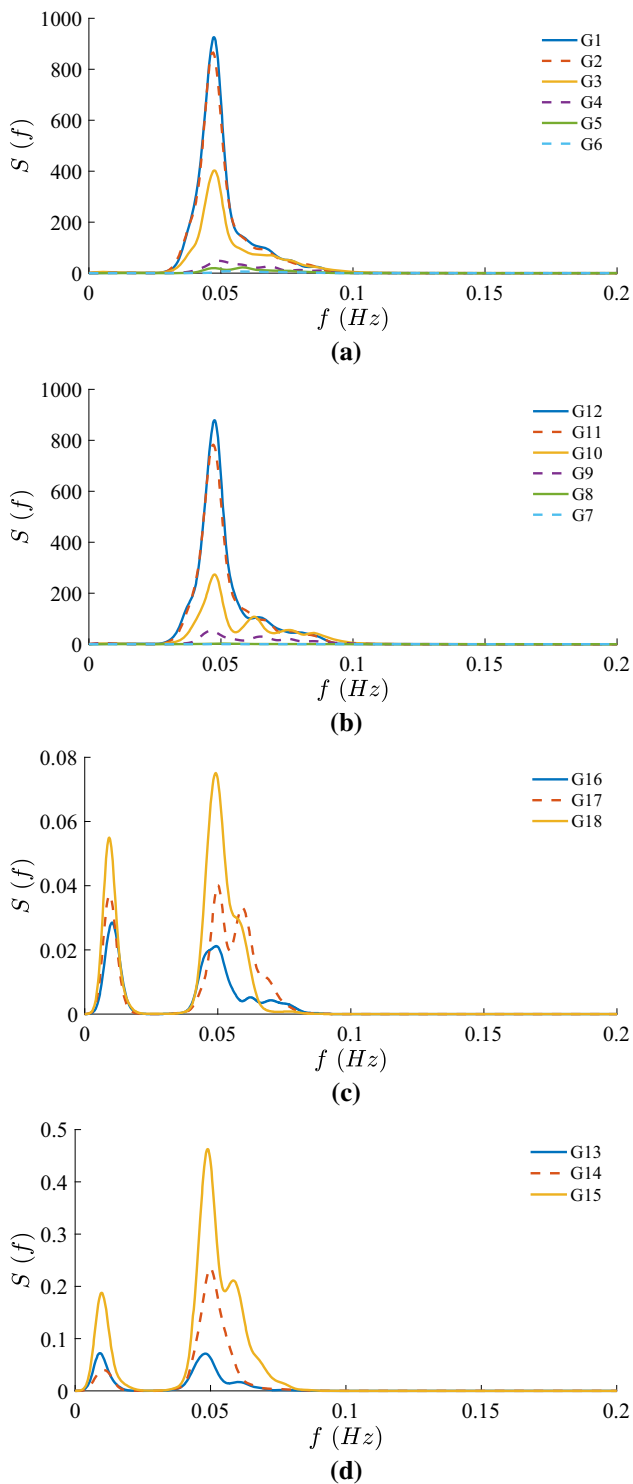 1000
800
600
400
200
0
S (f)
G1
G2
G3
G4
G5
G6
0 0.05 0.1 0.15 0.2
f (Hz)
(a)
1000
800
600
400
200
0
S (f)
G12
G11
G10
G9
G8
G7
0 0.05 0.1 0.15 0.2
f (Hz)
(b)
0.08
0.06
0.04
0.02
0
S (f)
G16
G17
G18
0 0.05 0.1 0.15 0.2
f (Hz)
(c)
0.5
0.4
0.3
0.2
0.1
0
S (f)
G13
G14
G15
0 0.05 0.1 0.15 0.2
f (Hz)
(d)